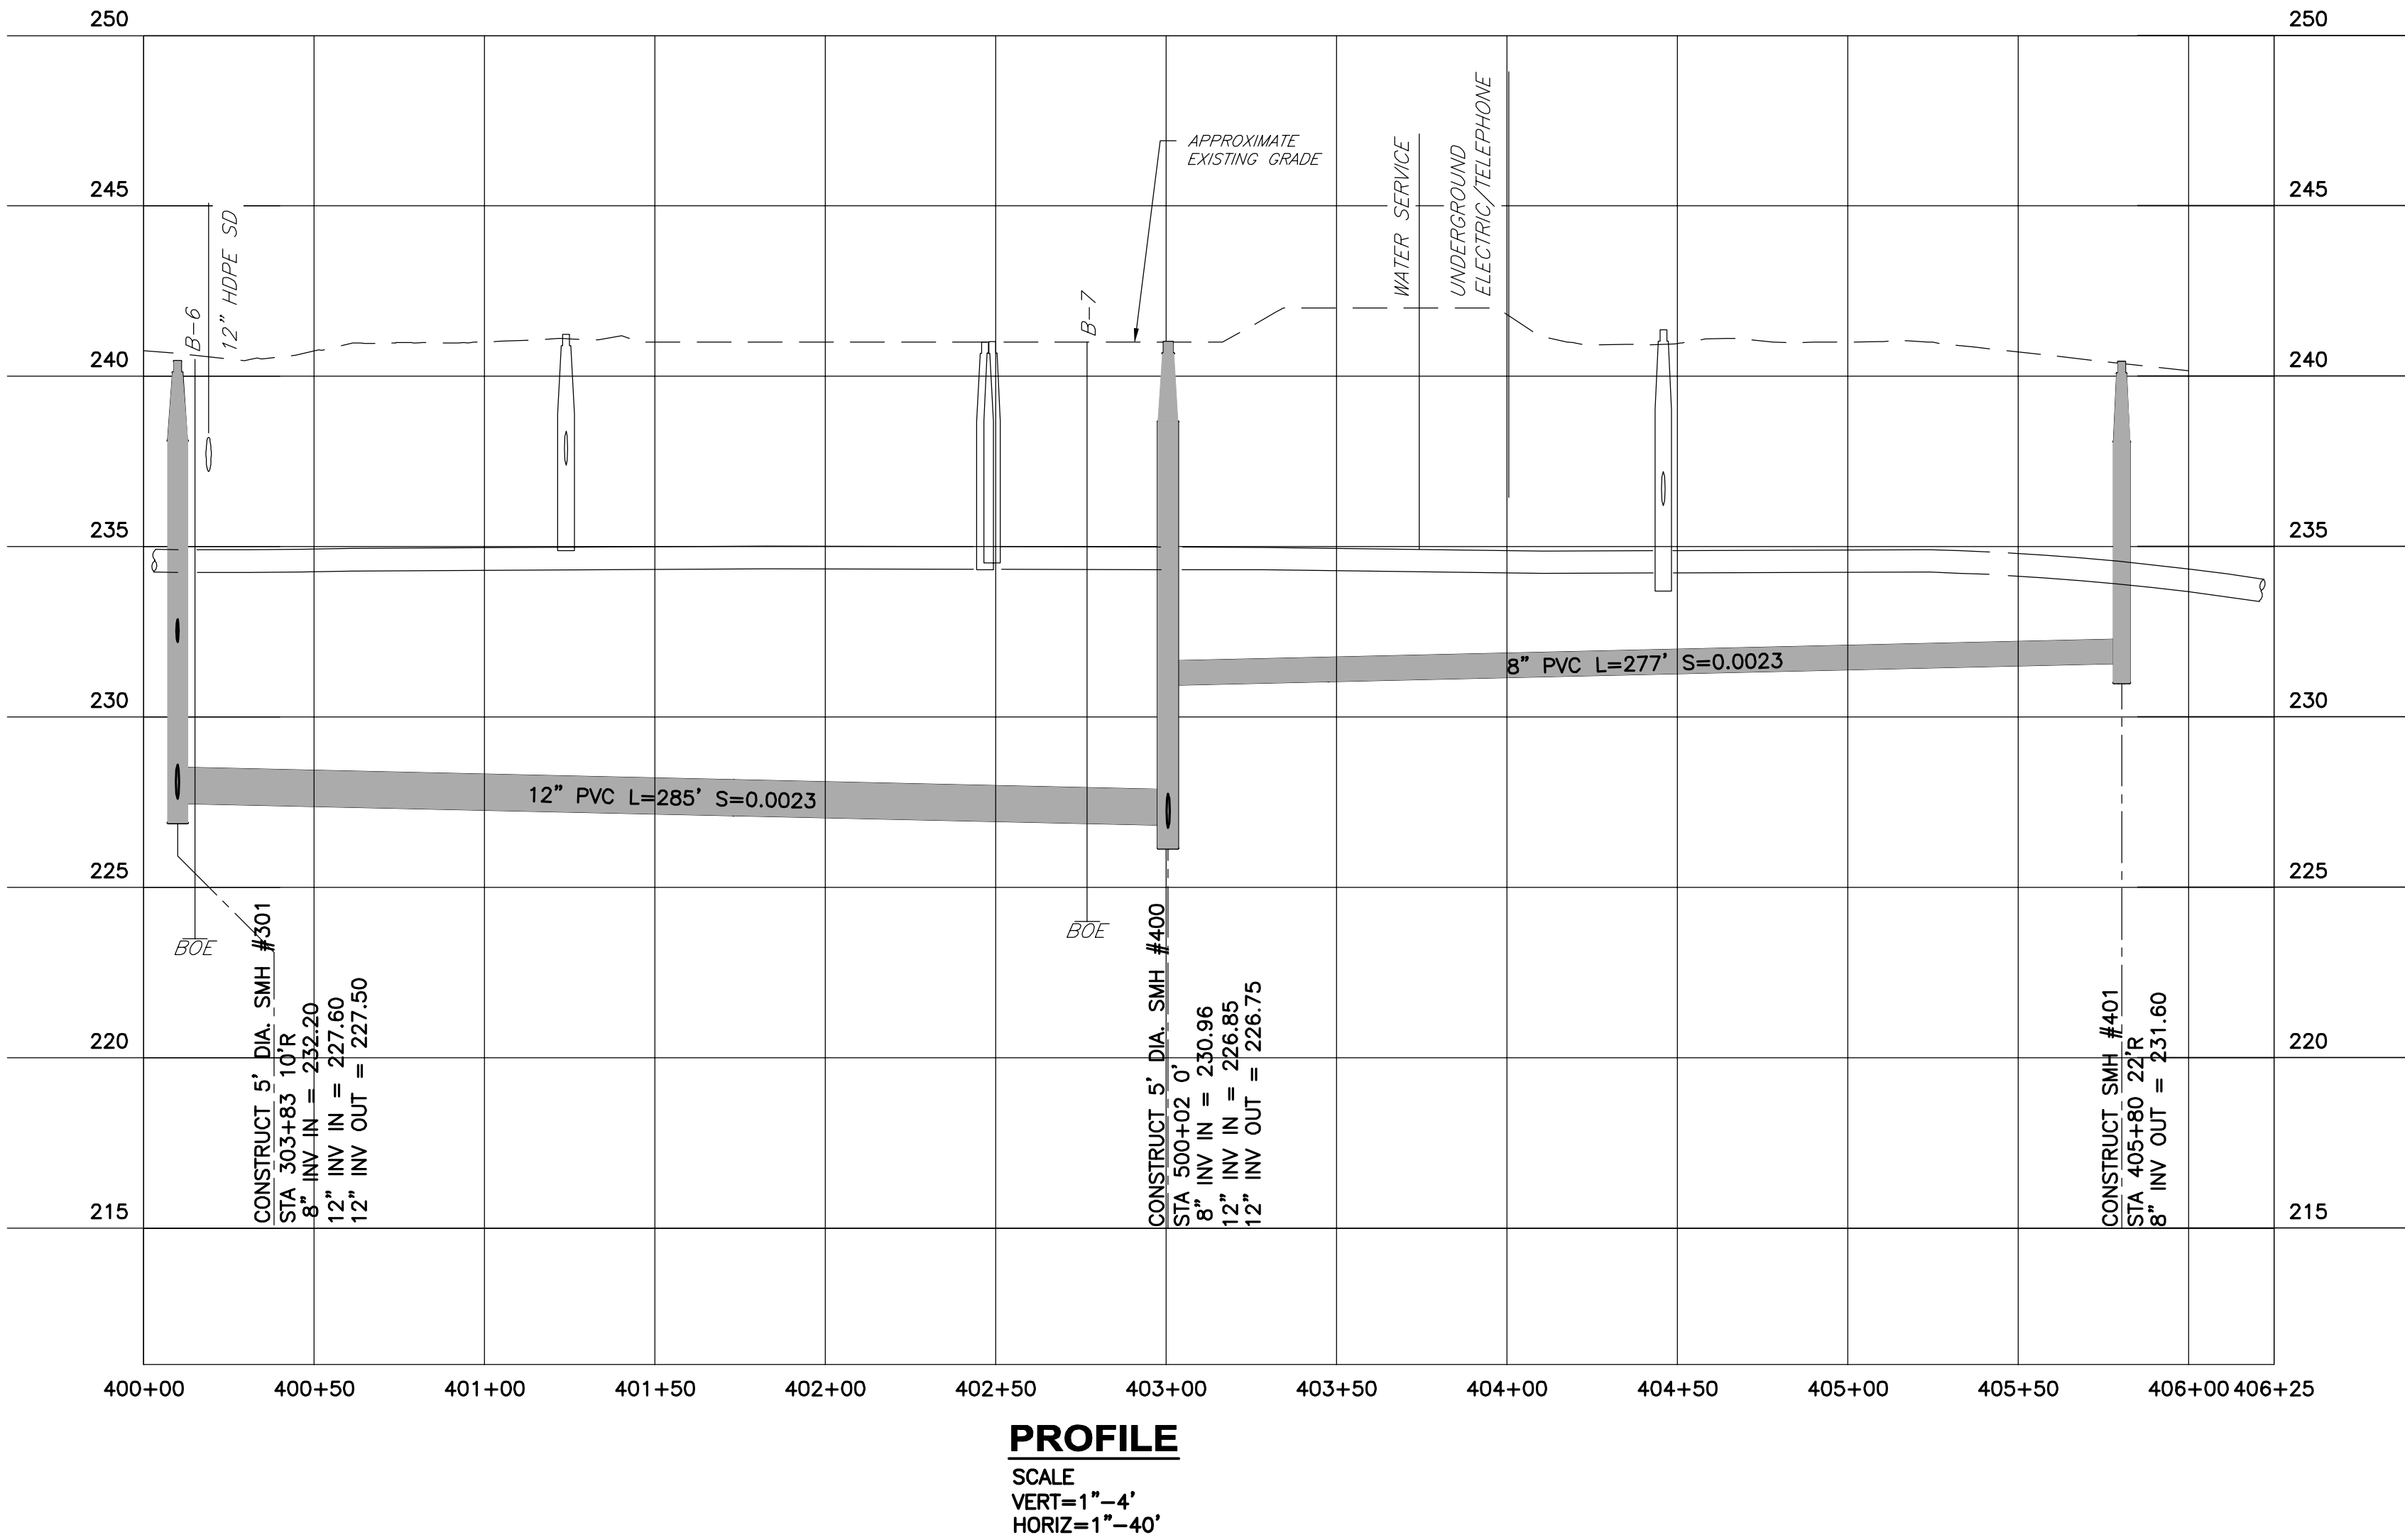 250
250
APPROXIMATE
EXISTING GRADE
WATER SERVICE
UNDERGROUND
ELECTRIC/TELEPHONE
245
245
12" HDPE SD
B-6
B-7
240
240
235
235
8" PVC L=277' S=0.0023
230
230
12" PVC L=285' S=0.0023
225
225
BOE
BOE
CONSTRUCT 5' DIA. SMH #301
STA 303+83 10'R
8" INV IN = 232.20
12" INV IN = 227.60
12" INV OUT = 227.50
CONSTRUCT 5' DIA. SMH #400
STA 500+02 0'
8" INV IN = 230.96
12" INV IN = 226.85
12" INV OUT = 226.75
CONSTRUCT SMH #401
STA 405+80 22'R
8" INV OUT = 231.60
220
220
215
215
400+00 400+50 401+00 401+50 402+00 402+50 403+00 403+50 404+00 404+50 405+00 405+50 406+00 406+25
PROFILE
SCALE
VERT=1"-4'
HORIZ=1"-40'